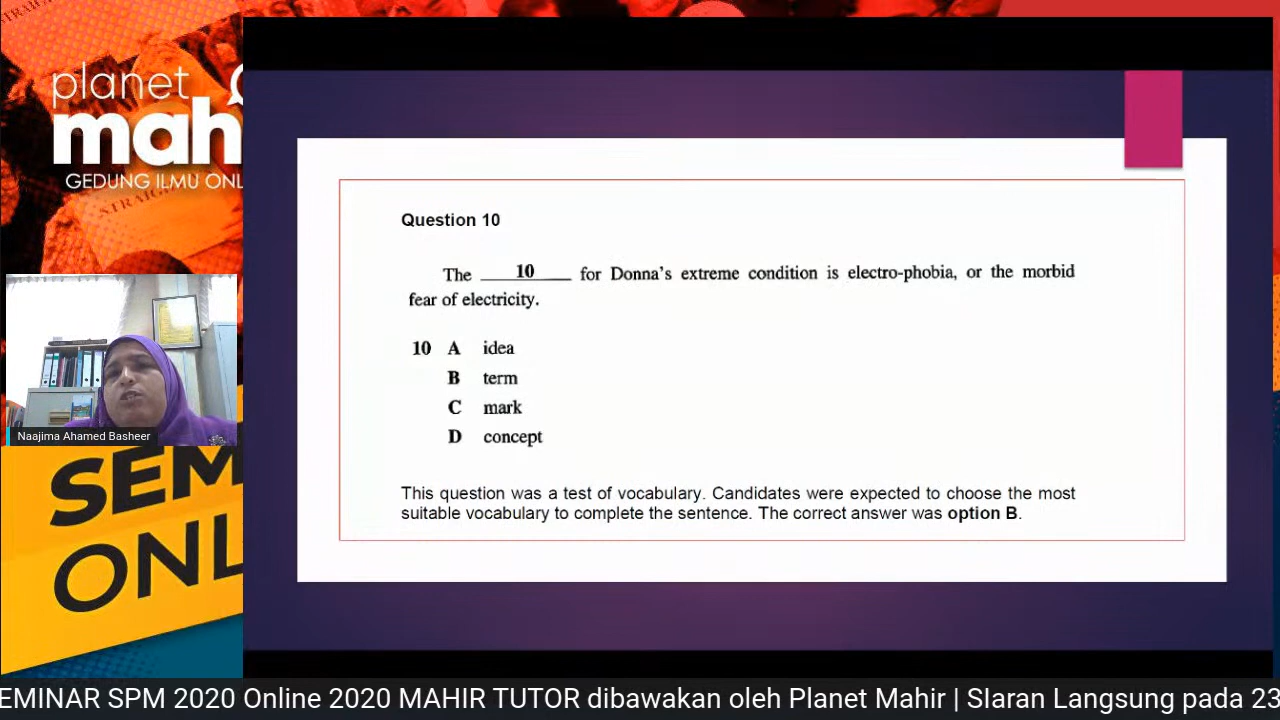 planet
mah
GEDUNG ILMU ONL
Question 10
The 10 for Donna's extreme condition is electro-phobia, or the morbid
fear of electricity.
10 A idea
B term
C mark
D concept
This question was a test of vocabulary. Candidates were expected to choose the most
suitable vocabulary to complete the sentence. The correct answer was option B.
Naajima Ahamed Basheer
SEM
ONL
EMINAR SPM 2020 Online 2020 MAHIR TUTOR dibawakan oleh Planet Mahir | SIaran Langsung pada 23